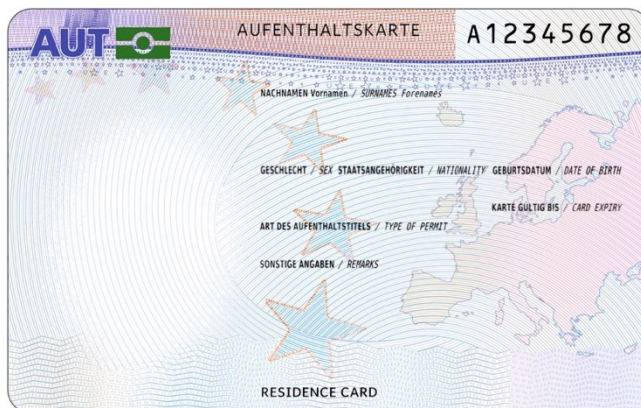 AUT AUFENTHALTSKARTE A12345678
NACHNAMEN Vornamen / SURNAMES Forenames
GESCHLECHT / SEX STAATSANGEHÖRIGKEIT / NATIONALITY GEBURTSDATUM / DATE OF BIRTH
KARTE GÜLTIG BIS / CARD EXPIRY
ART DES AUFENTHALTSTITELS / TYPE OF PERMIT
SONSTIGE ANGABEN / REMARKS
RESIDENCE CARD